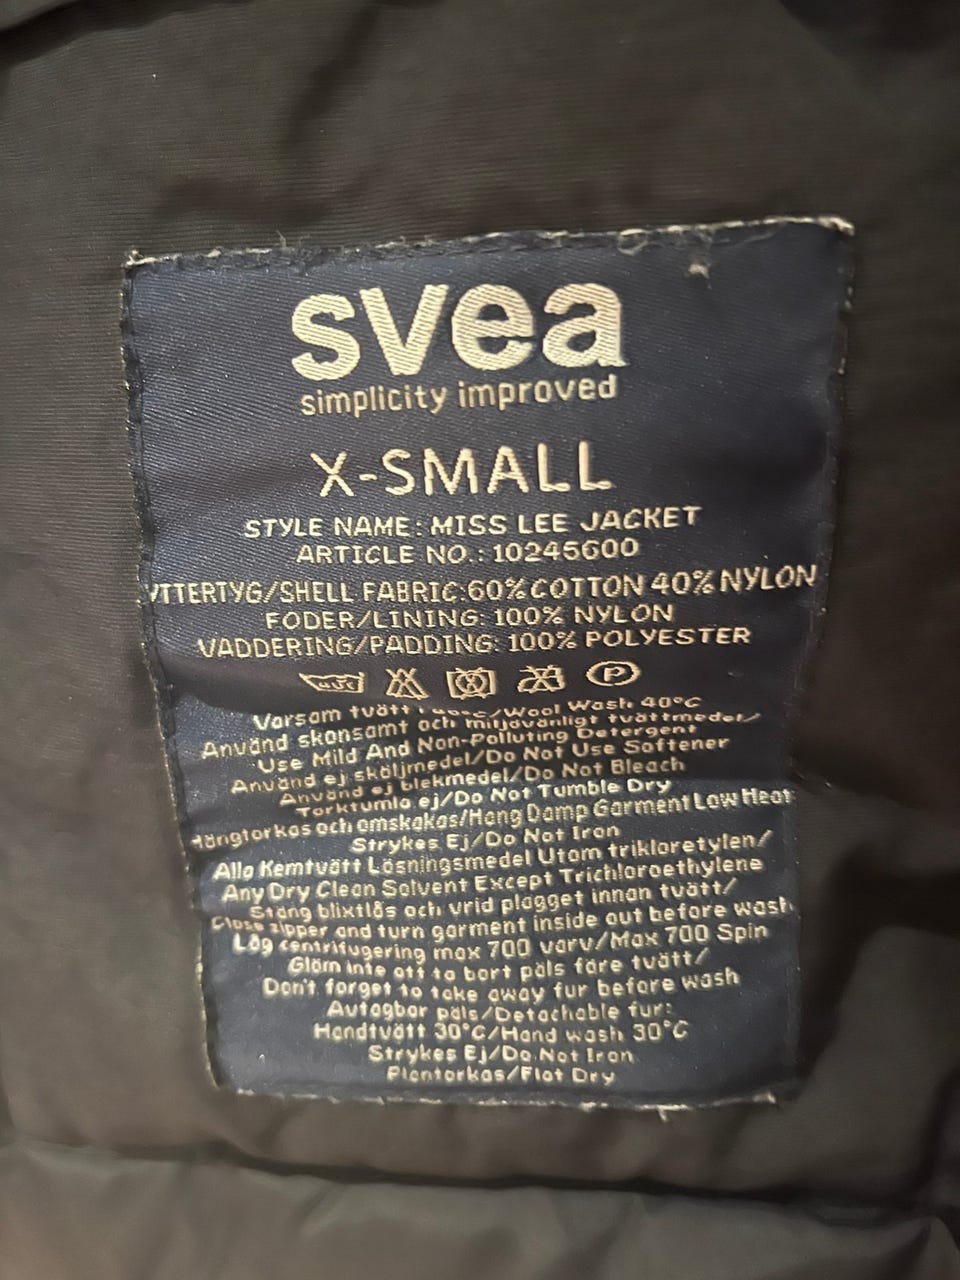 svea
simplicity improved
X-SMALL
STYLE NAME: MISS LEE JACKET
ARTICLE NO.: 10245600
YTTERTYG/SHELL FABRIC:60% COTTON 40% NYLON
FODER/LINING: 100% NYLON
VADDERING/PADDING: 100% POLYESTER
P
Varsam tvätt 40°C/Wool Wash 40°C
Använd skonsamt och miljövänligt tvättmedel/
Use Mild And Non-Polluting Detergent
Använd ej sköljmedel/Do Not Use Softener
Använd ej blekmedel/Do Not Bleach
Torktumla ej/Do Not Tumble Dry
Hängtorkas och omskakas/Hang Damp Garment Low Heat
Strykes Ej/Do Not Iron
Alla Kemtvätt Lösningsmedel Utom trikloretylen/
Any Dry Clean Solvent Except Trichloroethylene
Stäng blixtlås och vrid plagget innan tvätt/
Close zipper and turn garment inside out before wash
Låg centrifugering max 700 varv/Max 700 Spin
Glöm inte att ta bort päls före tvätt/
Don't forget to take away fur before wash
Avtagbar päls/Detachable fur:
Handtvätt 30°C/Hand wash 30°C
Strykes Ej/Do Not Iron
Plantorkas/Flat Dry